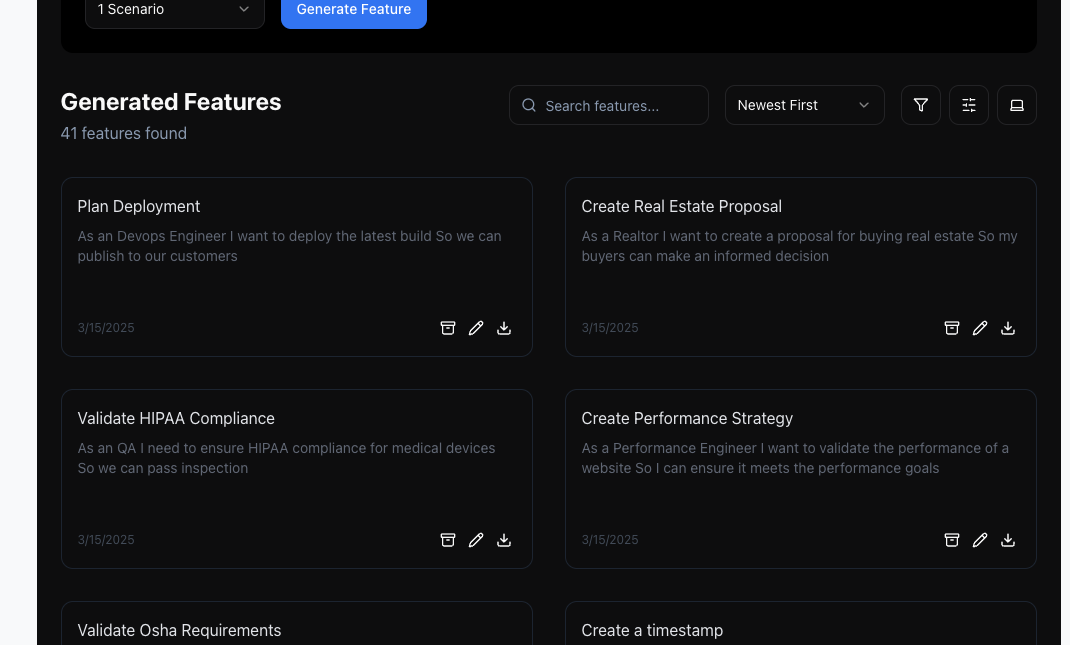 1 Scenario
Generate Feature
Generated Features
41 features found
Search features...
Newest First
Plan Deployment
As an Devops Engineer I want to deploy the latest build So we can
publish to our customers
3/15/2025
Create Real Estate Proposal
As a Realtor I want to create a proposal for buying real estate So my
buyers can make an informed decision
3/15/2025
Validate HIPAA Compliance
As an QA I need to ensure HIPAA compliance for medical devices
So we can pass inspection
3/15/2025
Create Performance Strategy
As a Performance Engineer I want to validate the performance of a
website So I can ensure it meets the performance goals
3/15/2025
Validate Osha Requirements
Create a timestamp